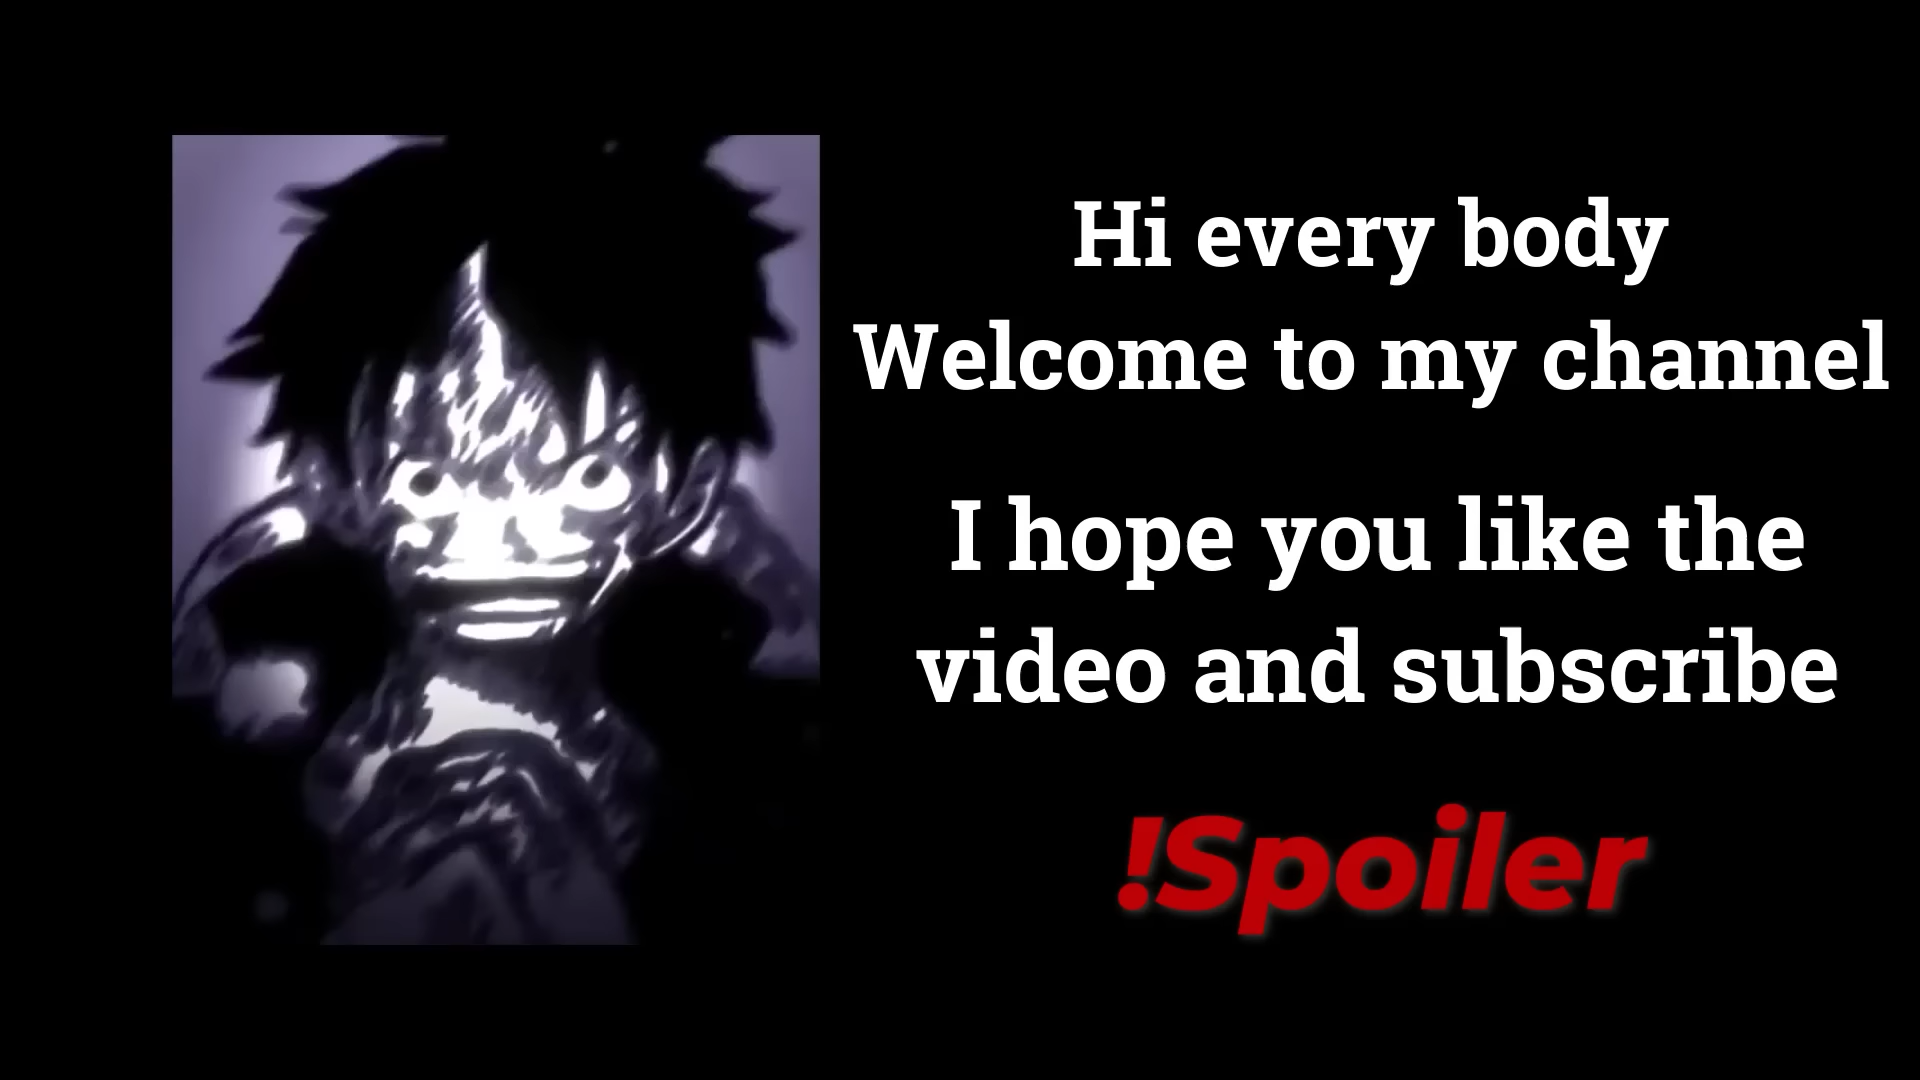 Hi every body
Welcome to my channel
I hope you like the
video and subscribe
!Spoiler